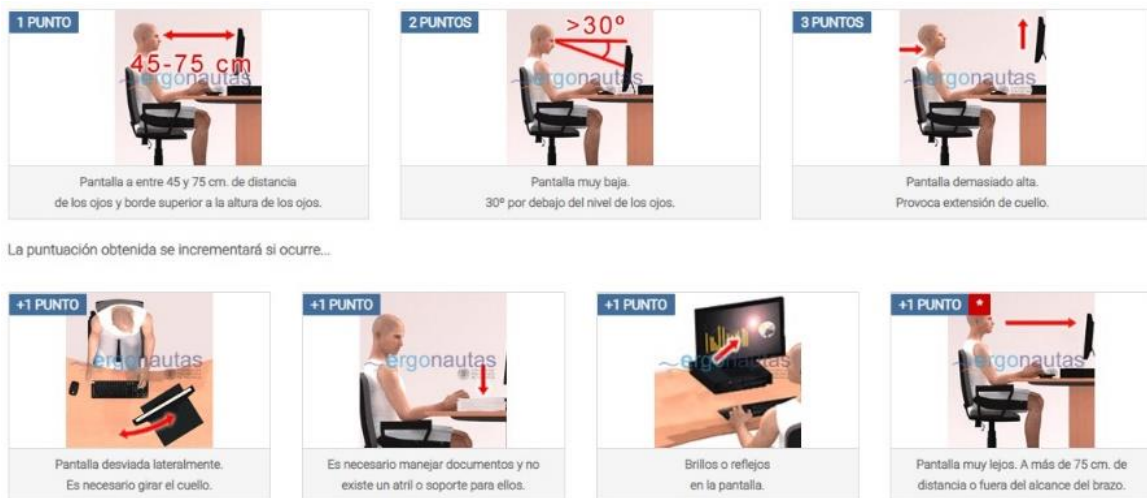 1 PUNTO
45-75 cm
ergonautas
Pantalla a entre 45 y 75 cm. de distancia
de los ojos y borde superior a la altura de los ojos.
2 PUNTOS
>30º
ergonautas
Pantalla muy baja.
30º por debajo del nivel de los ojos.
3 PUNTOS
ergonautas
Pantalla demasiado alta.
Provoca extensión de cuello.
La puntuación obtenida se incrementará si ocurre...
+1 PUNTO
ergonautas
Pantalla desviada lateralmente.
Es necesario girar el cuello.
+1 PUNTO
ergonautas
Es necesario manejar documentos y no
existe un atril o soporte para ellos.
+1 PUNTO
ergonautas
Brillos o reflejos
en la pantalla.
+1 PUNTO *
ergonautas
Pantalla muy lejos. A más de 75 cm. de
distancia o fuera del alcance del brazo.